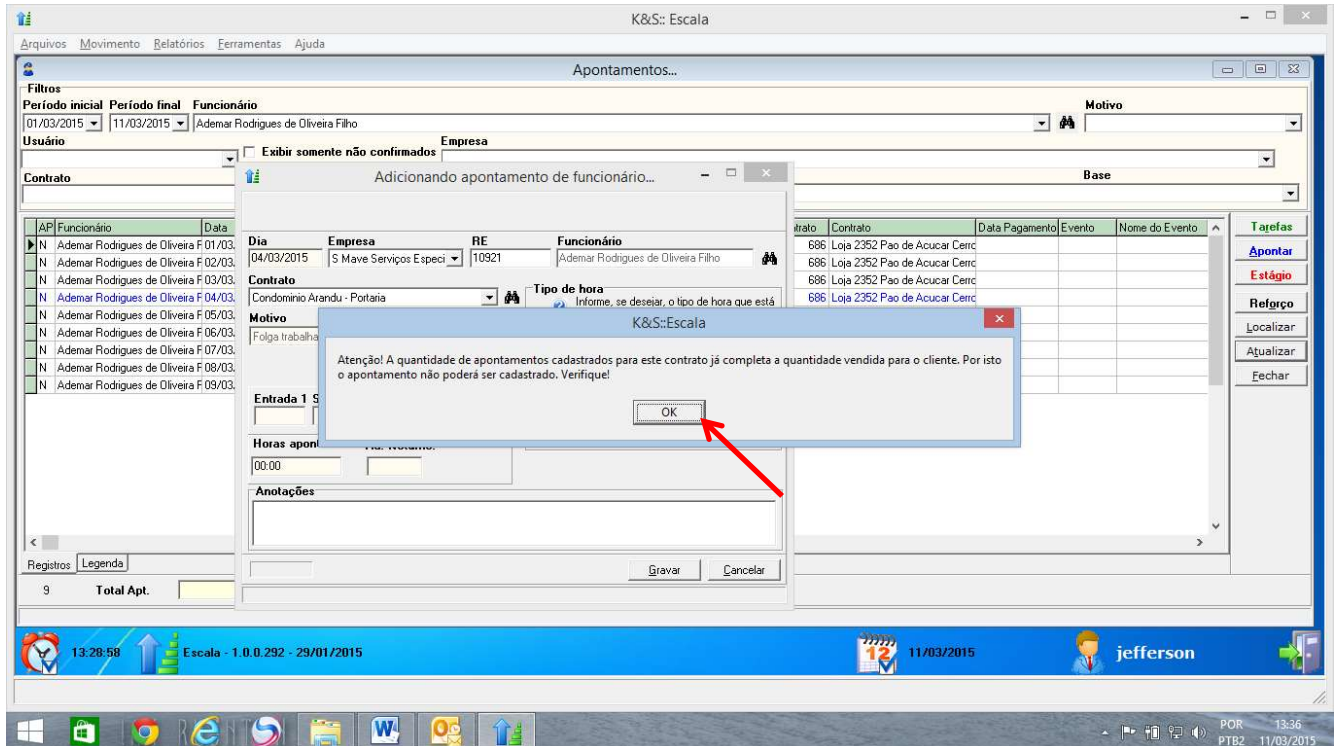 K&S:: Escala
Arquivos Movimento Relatórios Ferramentas Ajuda
Apontamentos...
Filtros
Período inicial Período final Funcionário Motivo
01/03/2015 11/03/2015 Ademar Rodrigues de Oliveira Filho
Usuário Exibir somente não confirmados Empresa
Contrato Base
Adicionando apontamento de funcionário...
AP Funcionário Data trato Contrato Data Pagamento Evento Nome do Evento
N Ademar Rodrigues de Oliveira F 01/03. 686 Loja 2352 Pao de Acucar Cerro
N Ademar Rodrigues de Oliveira F 02/03. 686 Loja 2352 Pao de Acucar Cerro
N Ademar Rodrigues de Oliveira F 03/03. 686 Loja 2352 Pao de Acucar Cerro
N Ademar Rodrigues de Oliveira F 04/03. 686 Loja 2352 Pao de Acucar Cerro
N Ademar Rodrigues de Oliveira F 05/03.
N Ademar Rodrigues de Oliveira F 06/03.
N Ademar Rodrigues de Oliveira F 07/03.
N Ademar Rodrigues de Oliveira F 08/03.
N Ademar Rodrigues de Oliveira F 09/03.
Dia Empresa RE Funcionário
04/03/2015 S Mave Serviços Especi 10921 Ademar Rodrigues de Oliveira Filho
Contrato
Condominio Arandu - Portaria
Tipo de hora
Informe, se desejar, o tipo de hora que está
Motivo
Folga trabalha
K&S::Escala
Atenção! A quantidade de apontamentos cadastrados para este contrato já completa a quantidade vendida para o cliente. Por isto
o apontamento não poderá ser cadastrado. Verifique!
OK
Entrada 1 S
Horas apon
00:00
Anotações
Gravar Cancelar
Tarefas
Apontar
Estágio
Reforço
Localizar
Atualizar
Fechar
Registros Legenda
9 Total Apt.
13:28:58 Escala - 1.0.0.292 - 29/01/2015 12 11/03/2015 jefferson
POR 13:36
PTB2 11/03/2015